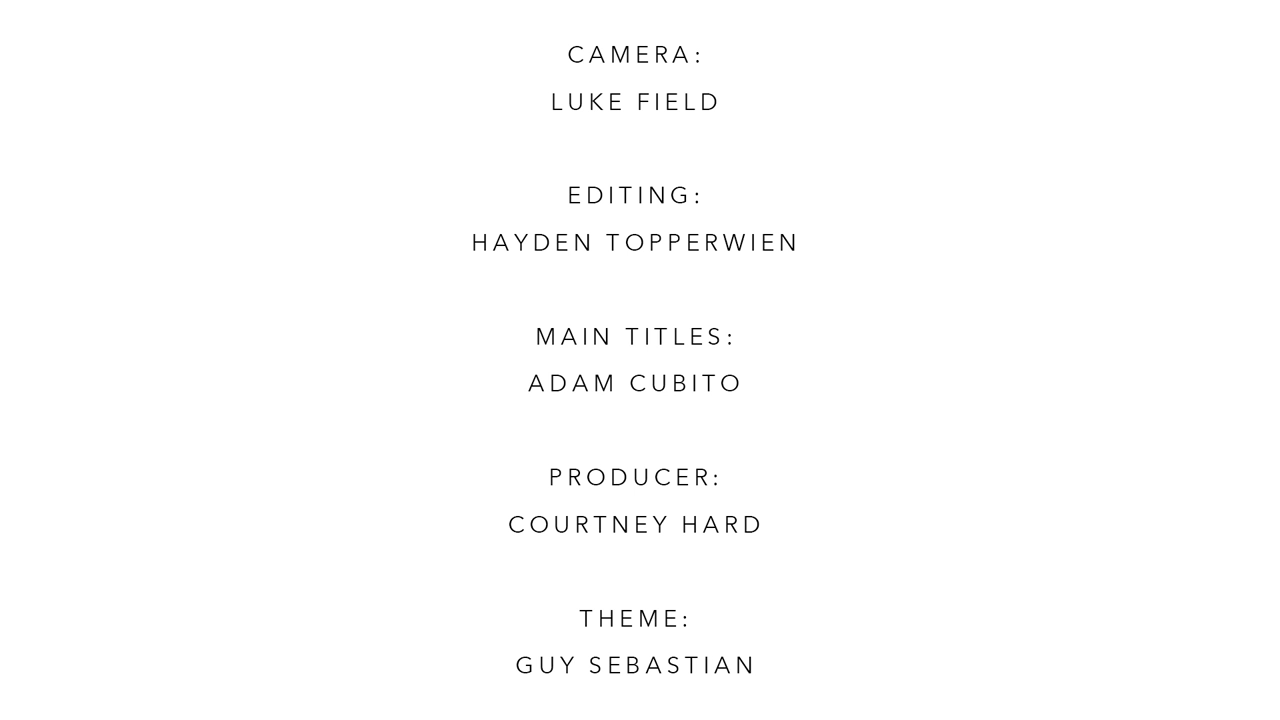 CAMERA:
LUKE FIELD
EDITING:
HAYDEN TOPPERWIEN
MAIN TITLES:
ADAM CUBITO
PRODUCER:
COURTNEY HARD
THEME:
GUY SEBASTIAN